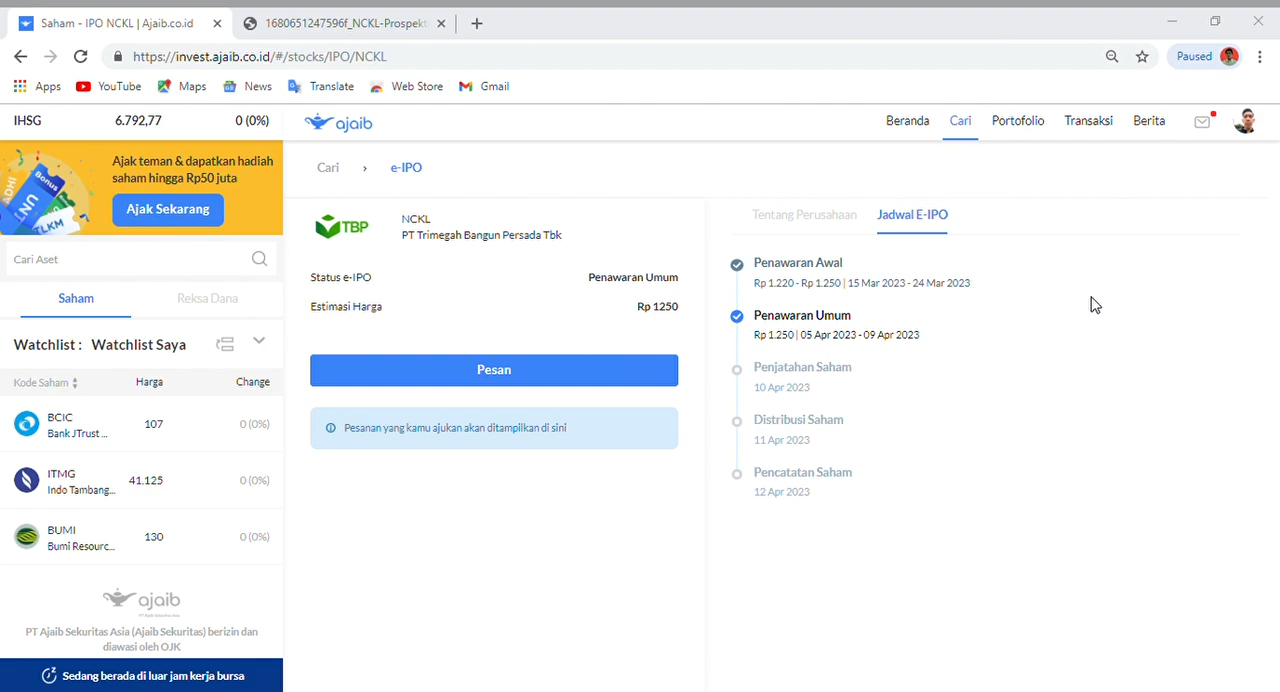 Saham - IPO NCKL | Ajaib.co.id
1680651247596f_NCKL-Prospekt
https://invest.ajaib.co.id/#/stocks/IPO/NCKL
Paused
Apps
YouTube
Maps
News
Translate
Web Store
Gmail
IHSG 6.792,77 0 (0%)
ajaib
Beranda Cari Portofolio Transaksi Berita
Ajak teman & dapatkan hadiah
saham hingga Rp50 juta
Ajak Sekarang
ADHI
UNT
Bonus
TLKM
Cari Aset
Saham Reksa Dana
Watchlist : Watchlist Saya
Kode Saham Harga Change
BCIC 107 0 (0%)
Bank JTrust ...
ITMG 41.125 0 (0%)
Indo Tambang...
BUMI 130 0 (0%)
Bumi Resourc...
ajaib
PT Ajaib Sekuritas Asia (Ajaib Sekuritas) berizin dan
diawasi oleh OJK
Sedang berada di luar jam kerja bursa
Cari › e-IPO
TBP
NCKL
PT Trimegah Bangun Persada Tbk
Status e-IPO Penawaran Umum
Estimasi Harga Rp 1250
Pesan
Pesanan yang kamu ajukan akan ditampilkan di sini
Tentang Perusahaan Jadwal E-IPO
Penawaran Awal
Rp 1.220 - Rp 1.250 | 15 Mar 2023 - 24 Mar 2023
Penawaran Umum
Rp 1.250 | 05 Apr 2023 - 09 Apr 2023
Penjatahan Saham
10 Apr 2023
Distribusi Saham
11 Apr 2023
Pencatatan Saham
12 Apr 2023